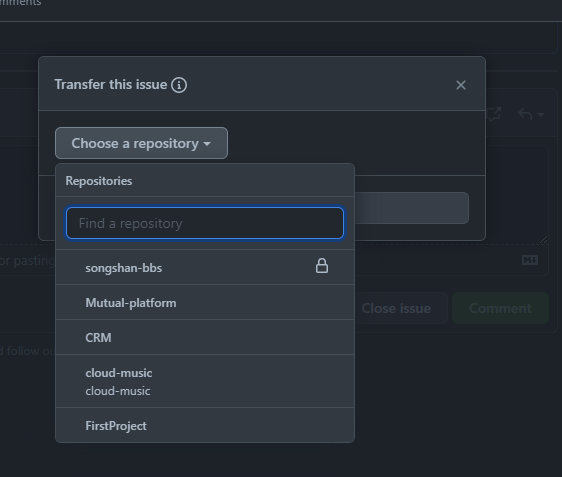 mments
Transfer this issue
Choose a repository
Repositories
Find a repository
songshan-bbs
or pasting
Mutual-platform
Close issue
Comment
CRM
d follow ou
cloud-music
cloud-music
FirstProject